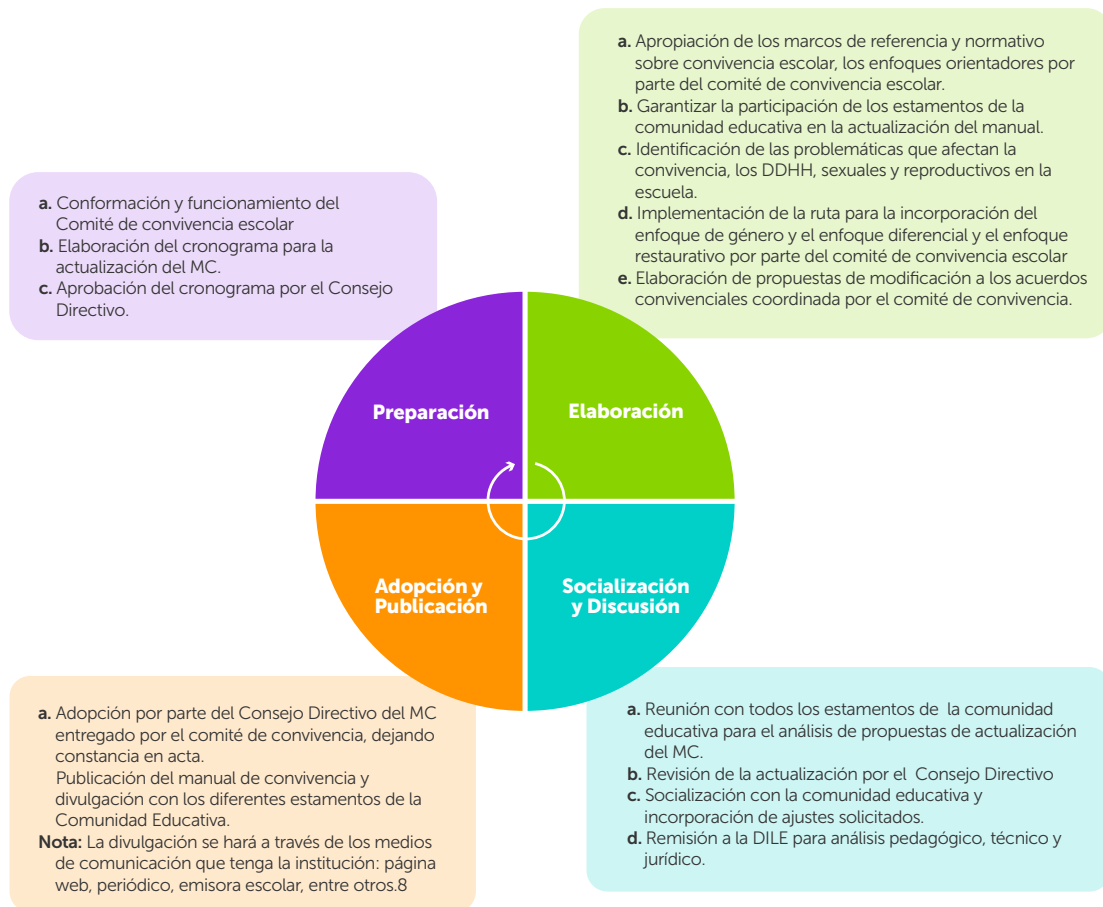 a. Conformación y funcionamiento del
Comité de convivencia escolar
b. Elaboración del cronograma para la
actualización del MC.
c. Aprobación del cronograma por el Consejo
Directivo.
a. Apropiación de los marcos de referencia y normativo
sobre convivencia escolar, los enfoques orientadores por
parte del comité de convivencia escolar.
b. Garantizar la participación de los estamentos de la
comunidad educativa en la actualización del manual.
c. Identificación de las problemáticas que afectan la
convivencia, los DDHH, sexuales y reproductivos en la
escuela.
d. Implementación de la ruta para la incorporación del
enfoque de género y el enfoque diferencial y el enfoque
restaurativo por parte del comité de convivencia escolar
e. Elaboración de propuestas de modificación a los acuerdos
convivenciales coordinada por el comité de convivencia.
Preparación
Elaboración
Adopción y
Publicación
Socialización
y Discusión
a. Adopción por parte del Consejo Directivo del MC
entregado por el comité de convivencia, dejando
constancia en acta.
Publicación del manual de convivencia y
divulgación con los diferentes estamentos de la
Comunidad Educativa.
Nota: La divulgación se hará a través de los medios
de comunicación que tenga la institución: página
web, periódico, emisora escolar, entre otros.8
a. Reunión con todos los estamentos de la comunidad
educativa para el análisis de propuestas de actualización
del MC.
b. Revisión de la actualización por el Consejo Directivo
c. Socialización con la comunidad educativa y
incorporación de ajustes solicitados.
d. Remisión a la DILE para análisis pedagógico, técnico y
jurídico.